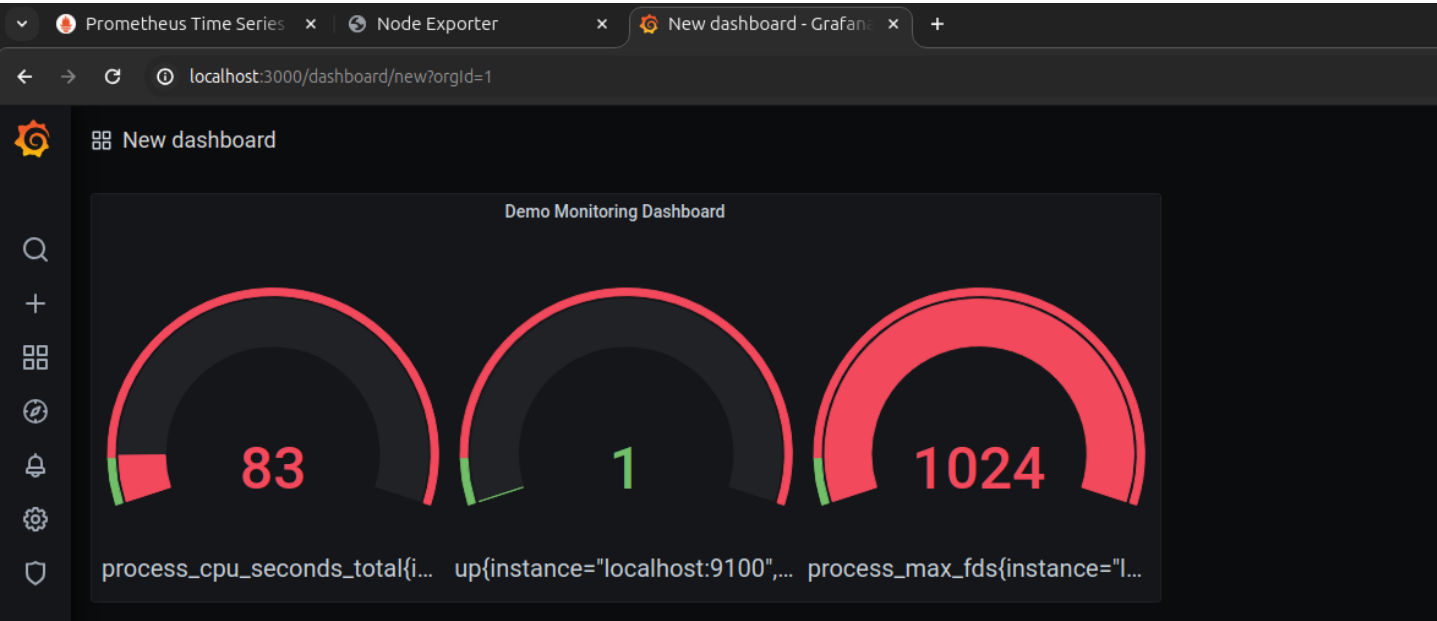 Prometheus Time Series
Node Exporter
New dashboard - Grafana
localhost:3000/dashboard/new?orgId=1
New dashboard
Demo Monitoring Dashboard
83
1
1024
process_cpu_seconds_total{i...
up{instance="localhost:9100",...
process_max_fds{instance="l...